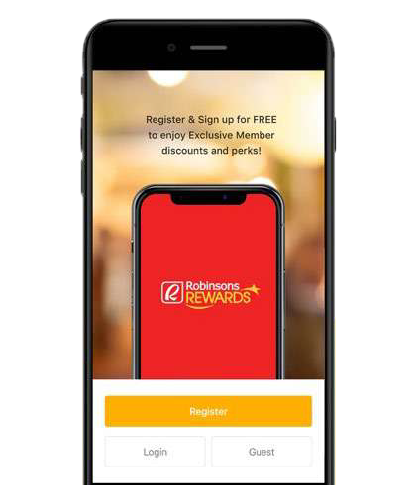 Register & Sign up for FREE
to enjoy Exclusive Member
discounts and perks!
R Robinsons
REWARDS
Register
Login
Guest